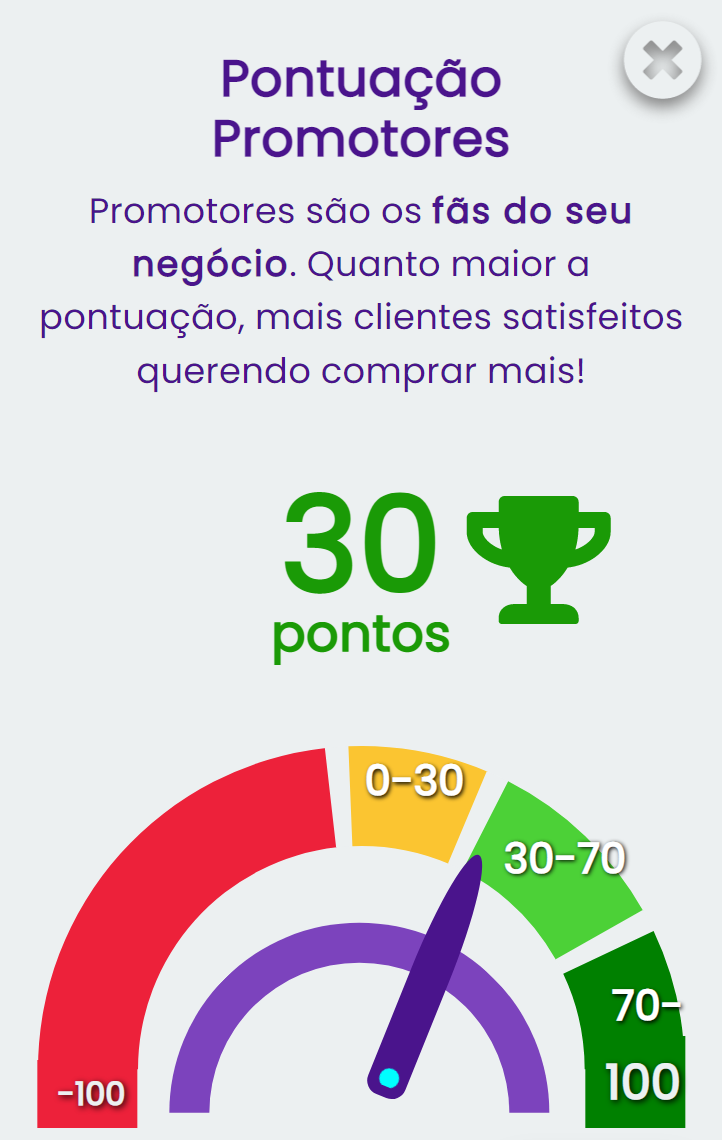 Pontuação
Promotores
Promotores são os fãs do seu
negócio. Quanto maior a
pontuação, mais clientes satisfeitos
querendo comprar mais!
30
pontos
0-30
30-70
70-
100
-100